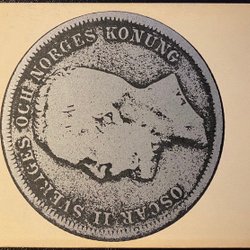 OSCAR II SVERIGES OCH NORGES KONUNG